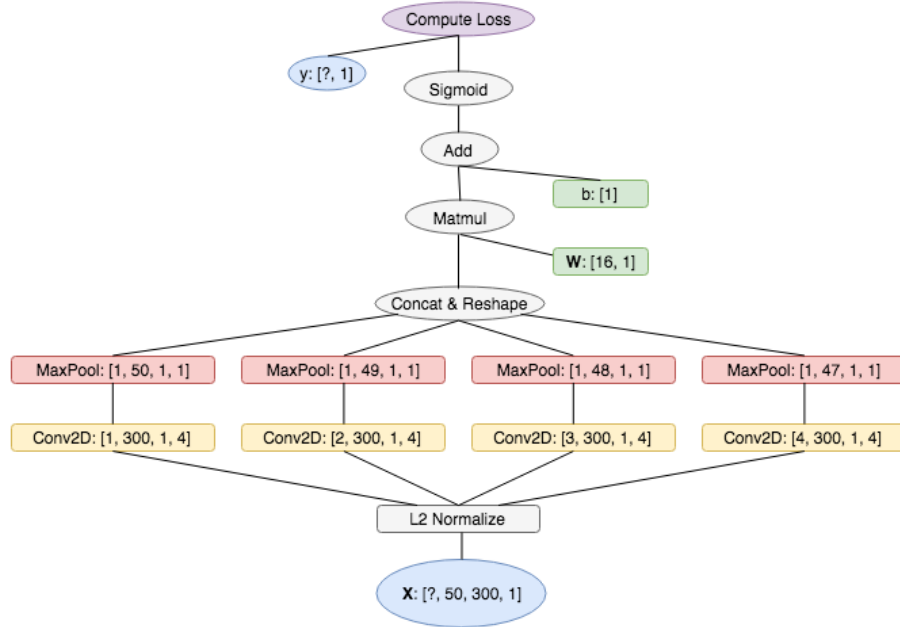 Compute Loss
y: [?, 1]
Sigmoid
Add
b: [1]
Matmul
W: [16, 1]
Concat & Reshape
MaxPool: [1, 50, 1, 1]
MaxPool: [1, 49, 1, 1]
MaxPool: [1, 48, 1, 1]
MaxPool: [1, 47, 1, 1]
Conv2D: [1, 300, 1, 4]
Conv2D: [2, 300, 1, 4]
Conv2D: [3, 300, 1, 4]
Conv2D: [4, 300, 1, 4]
L2 Normalize
X: [?, 50, 300, 1]